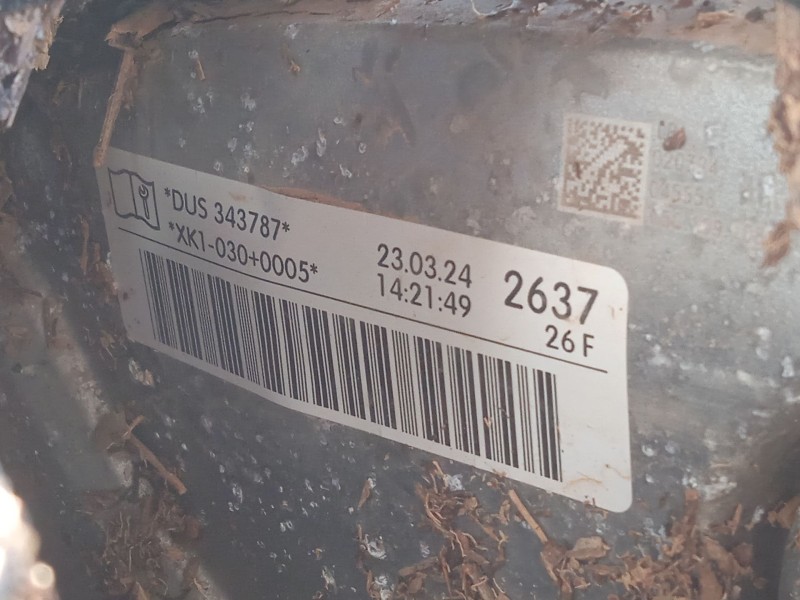 *DUS 343787*
*XK1-030+0005*
23.03.24
14:21:49
2637
26 F